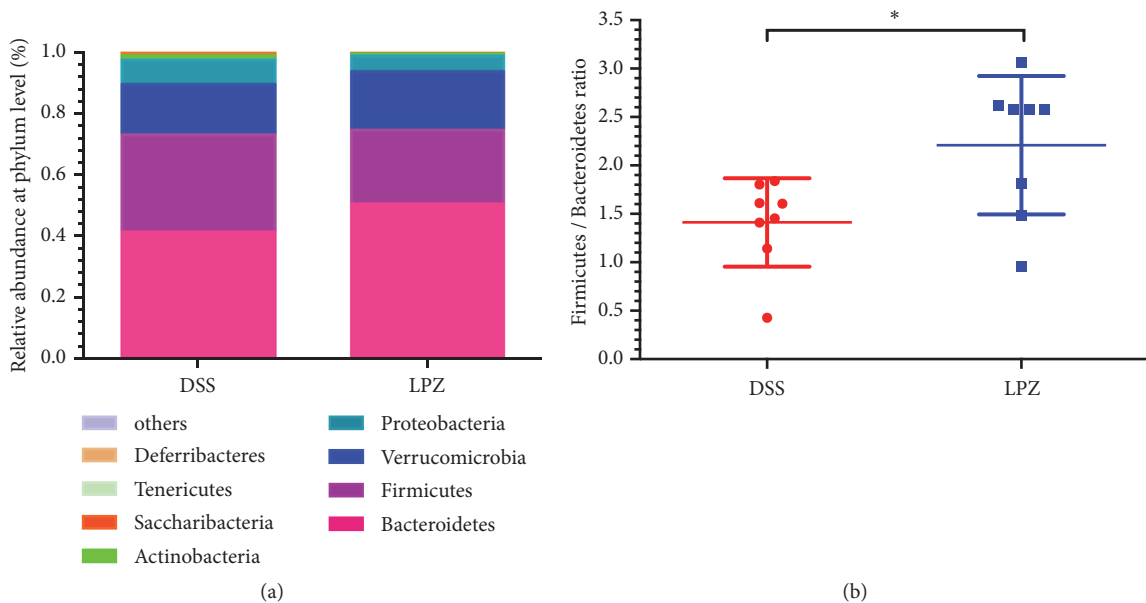 (a)
Relative abundance at phylum level (%)
1.0
0.8
0.6
0.4
0.2
0.0
DSS
LPZ
others
Deferribacteres
Tenericutes
Saccharibacteria
Actinobacteria
Proteobacteria
Verrucomicrobia
Firmicutes
Bacteroidetes
(a)
Firmicutes / Bacteroidetes ratio
3.5
3.0
2.5
2.0
1.5
1.0
0.5
0.0
*
DSS
LPZ
(b)